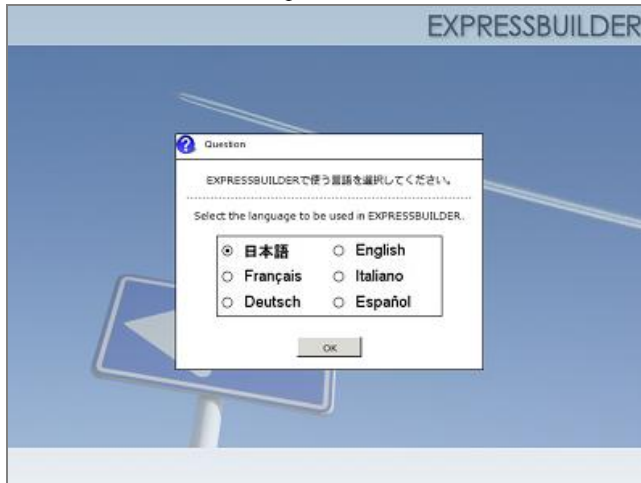 EXPRESSBUILDER
Question
EXPRESSBUILDERで使う言語を選択してください。
Select the language to be used in EXPRESSBUILDER.
日本語 English
Français Italiano
Deutsch Español
OK